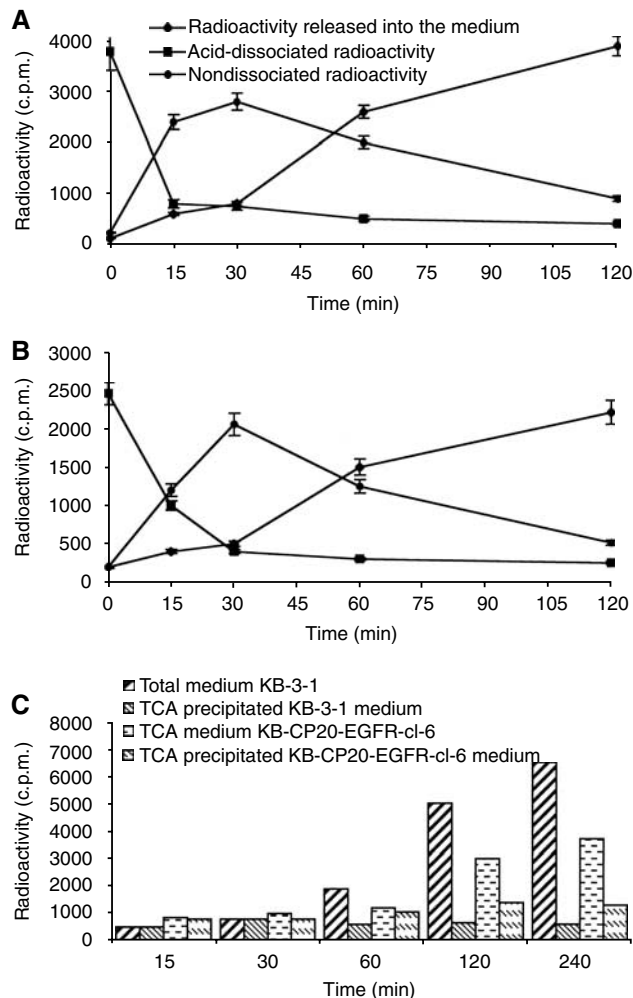 A
Radioactivity released into the medium
Acid-dissociated radioactivity
Nondissociated radioactivity
Radioactivity (c.p.m.)
4000
3000
2000
1000
0
0 15 30 45 60 75 90 105 120
Time (min)
B
Radioactivity (c.p.m.)
3000
2500
2000
1500
1000
500
0
0 15 30 45 60 75 90 105 120
Time (min)
C
Total medium KB-3-1
TCA precipitated KB-3-1 medium
TCA medium KB-CP20-EGFR-cl-6
TCA precipitated KB-CP20-EGFR-cl-6 medium
Radioactivity (c.p.m.)
8000
7000
6000
5000
4000
3000
2000
1000
0
15 30 60 120 240
Time (min)